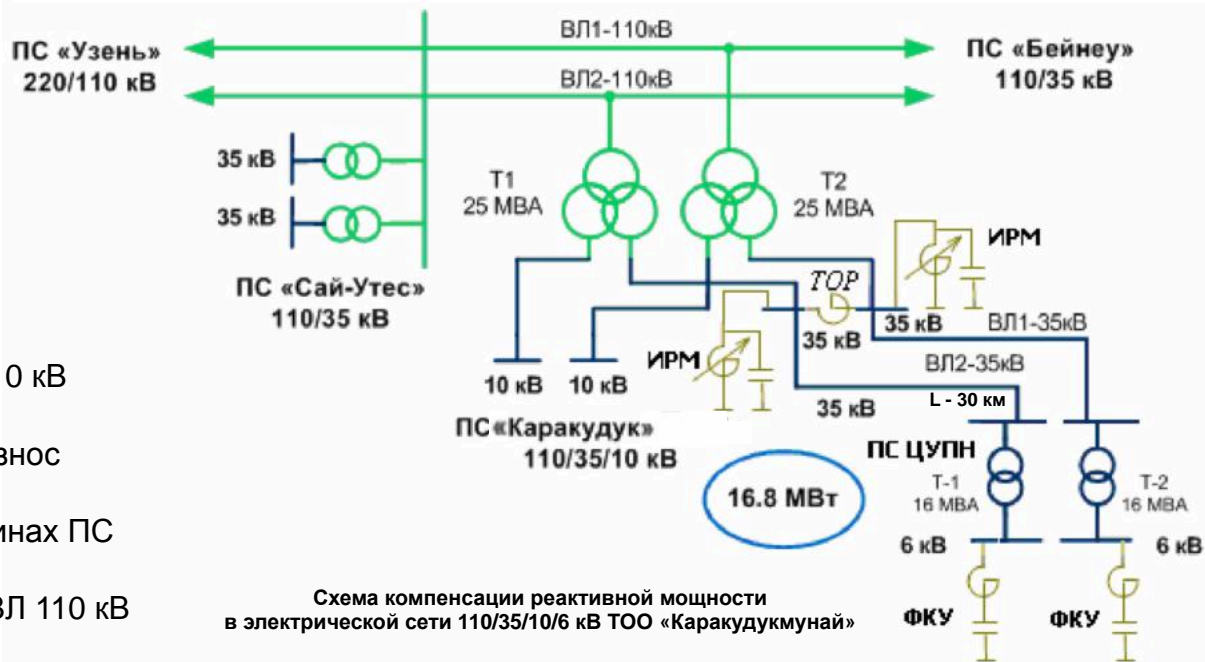 ВЛ1-110кВ
ПС «Узень»
220/110 кВ
ПС «Бейнеу»
110/35 кВ
ВЛ2-110кВ
35 кВ
35 кВ
Т1
25 МВА
Т2
25 МВА
ИРМ
ПС «Сай-Утес»
110/35 кВ
ТОР
35 кВ
35 кВ
ВЛ1-35кВ
ИРМ
ВЛ2-35кВ
10 кВ
10 кВ
35 кВ
L - 30 км
0 кВ
ПС«Каракудук»
110/35/10 кВ
знос
ПС ЦУПН
16.8 МВт
Т-1
16 МВА
Т-2
16 МВА
инах ПС
6 кВ
6 кВ
ВЛ 110 кВ
Схема компенсации реактивной мощности
в электрической сети 110/35/10/6 кВ ТОО «Каракудукмунай»
ФКУ
ФКУ